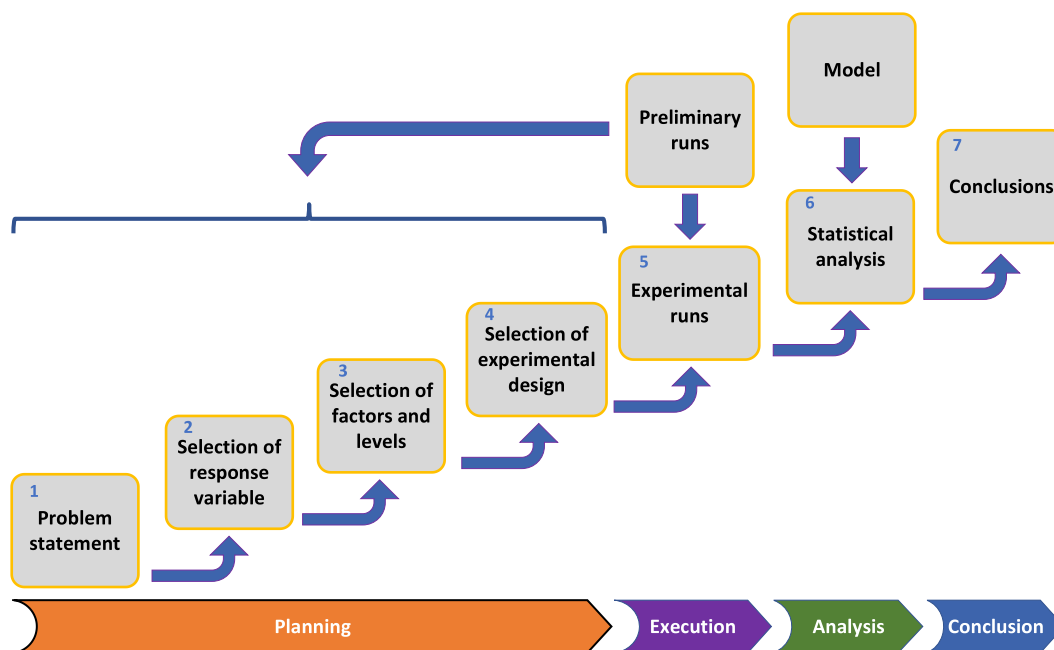 Model
Preliminary
runs
7
Conclusions
6
Statistical
analysis
5
Experimental
runs
4
Selection of
experimental
design
3
Selection of
factors and
levels
2
Selection of
response
variable
1
Problem
statement
Planning
Execution
Analysis
Conclusion